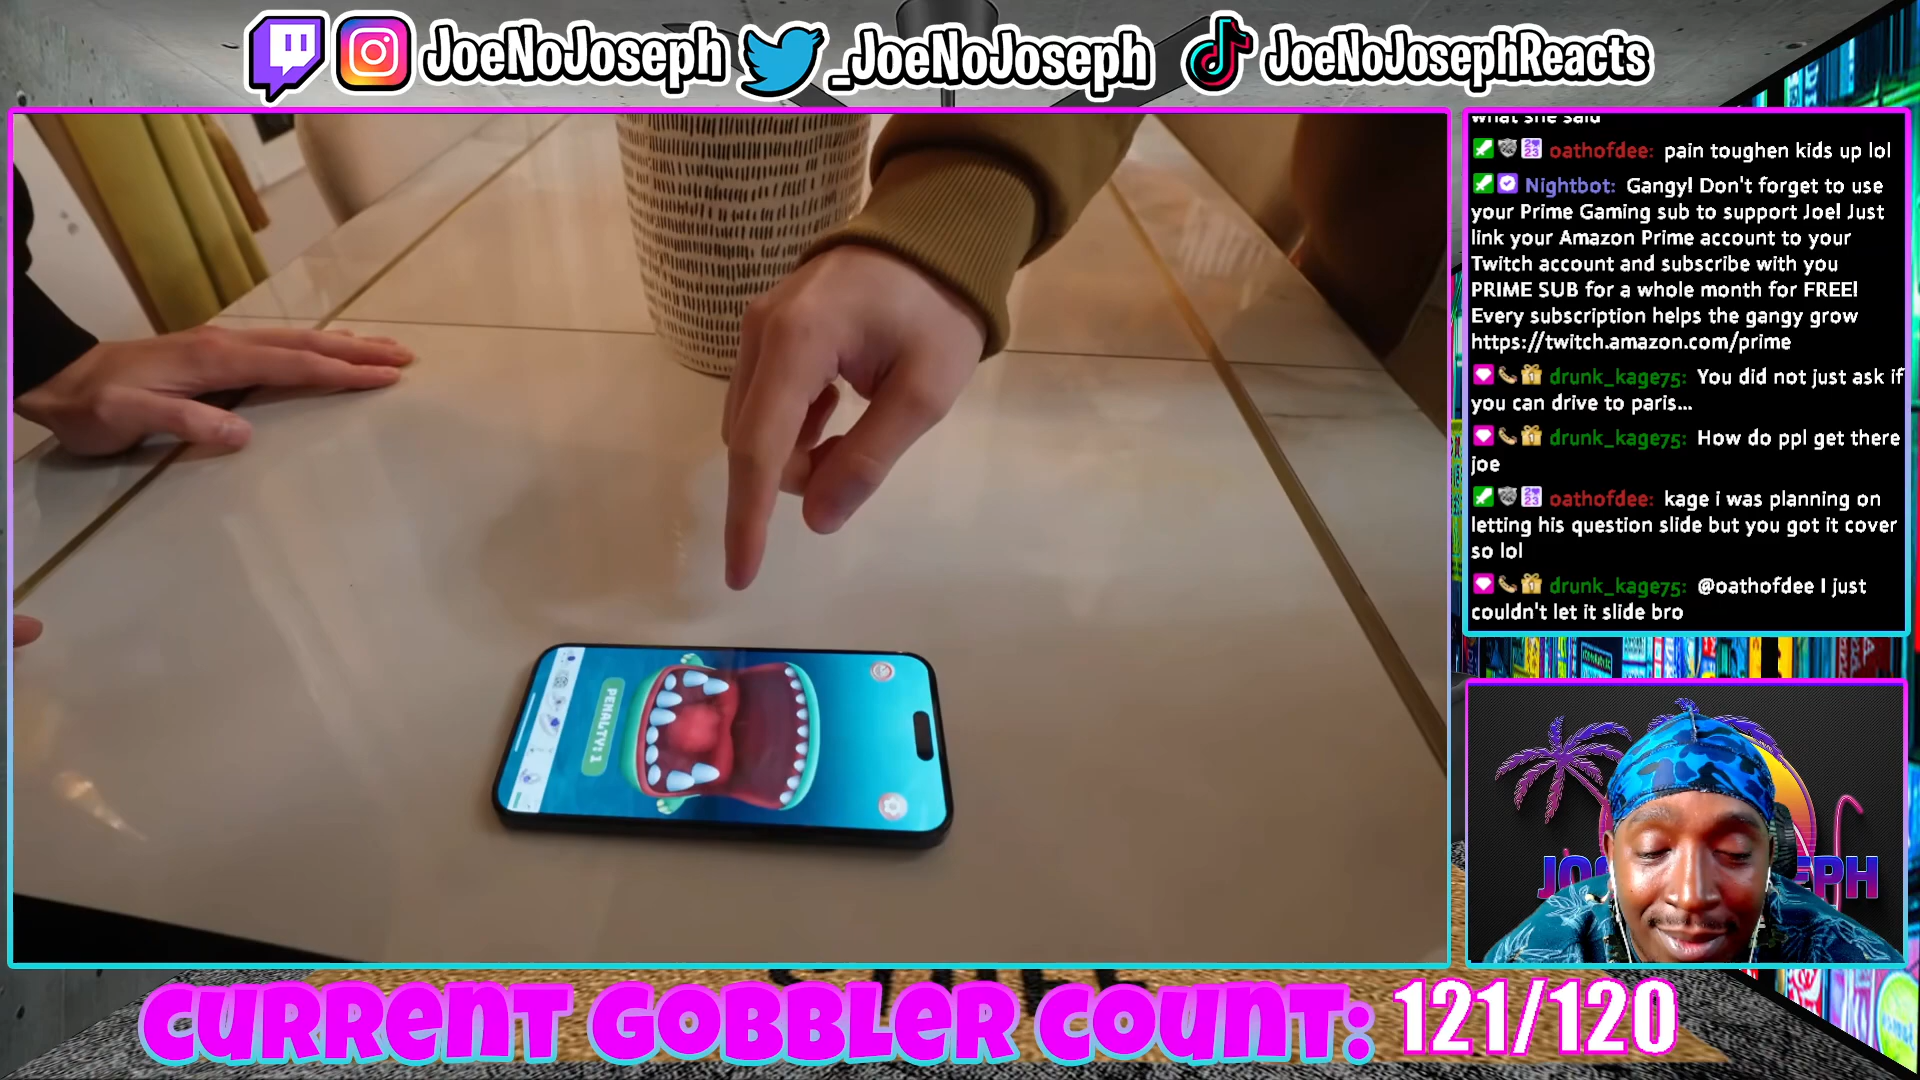 JoeNoJoseph _JoeNoJoseph JoeNoJosephReacts
what she said
oathofdee: pain toughen kids up lol
Nightbot: Gangy! Don't forget to use
your Prime Gaming sub to support Joe! Just
link your Amazon Prime account to your
Twitch account and subscribe with you
PRIME SUB for a whole month for FREE!
Every subscription helps the gangy grow
https://twitch.amazon.com/prime
drunk_kage75: You did not just ask if
you can drive to paris...
drunk_kage75: How do ppl get there
joe
oathofdee: kage i was planning on
letting his question slide but you got it cover
so lol
drunk_kage75: @oathofdee I just
couldn't let it slide bro
PENALTY: 1
CURRENT GOBBLER COUNT: 121/120